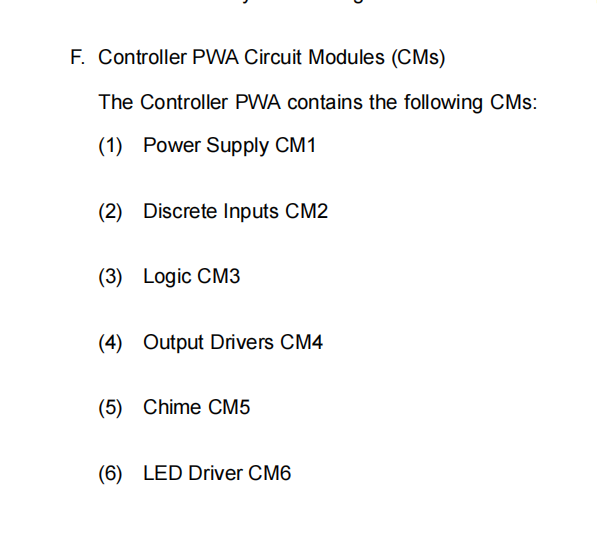 F. Controller PWA Circuit Modules (CMs)
The Controller PWA contains the following CMs:
(1) Power Supply CM1
(2) Discrete Inputs CM2
(3) Logic CM3
(4) Output Drivers CM4
(5) Chime CM5
(6) LED Driver CM6